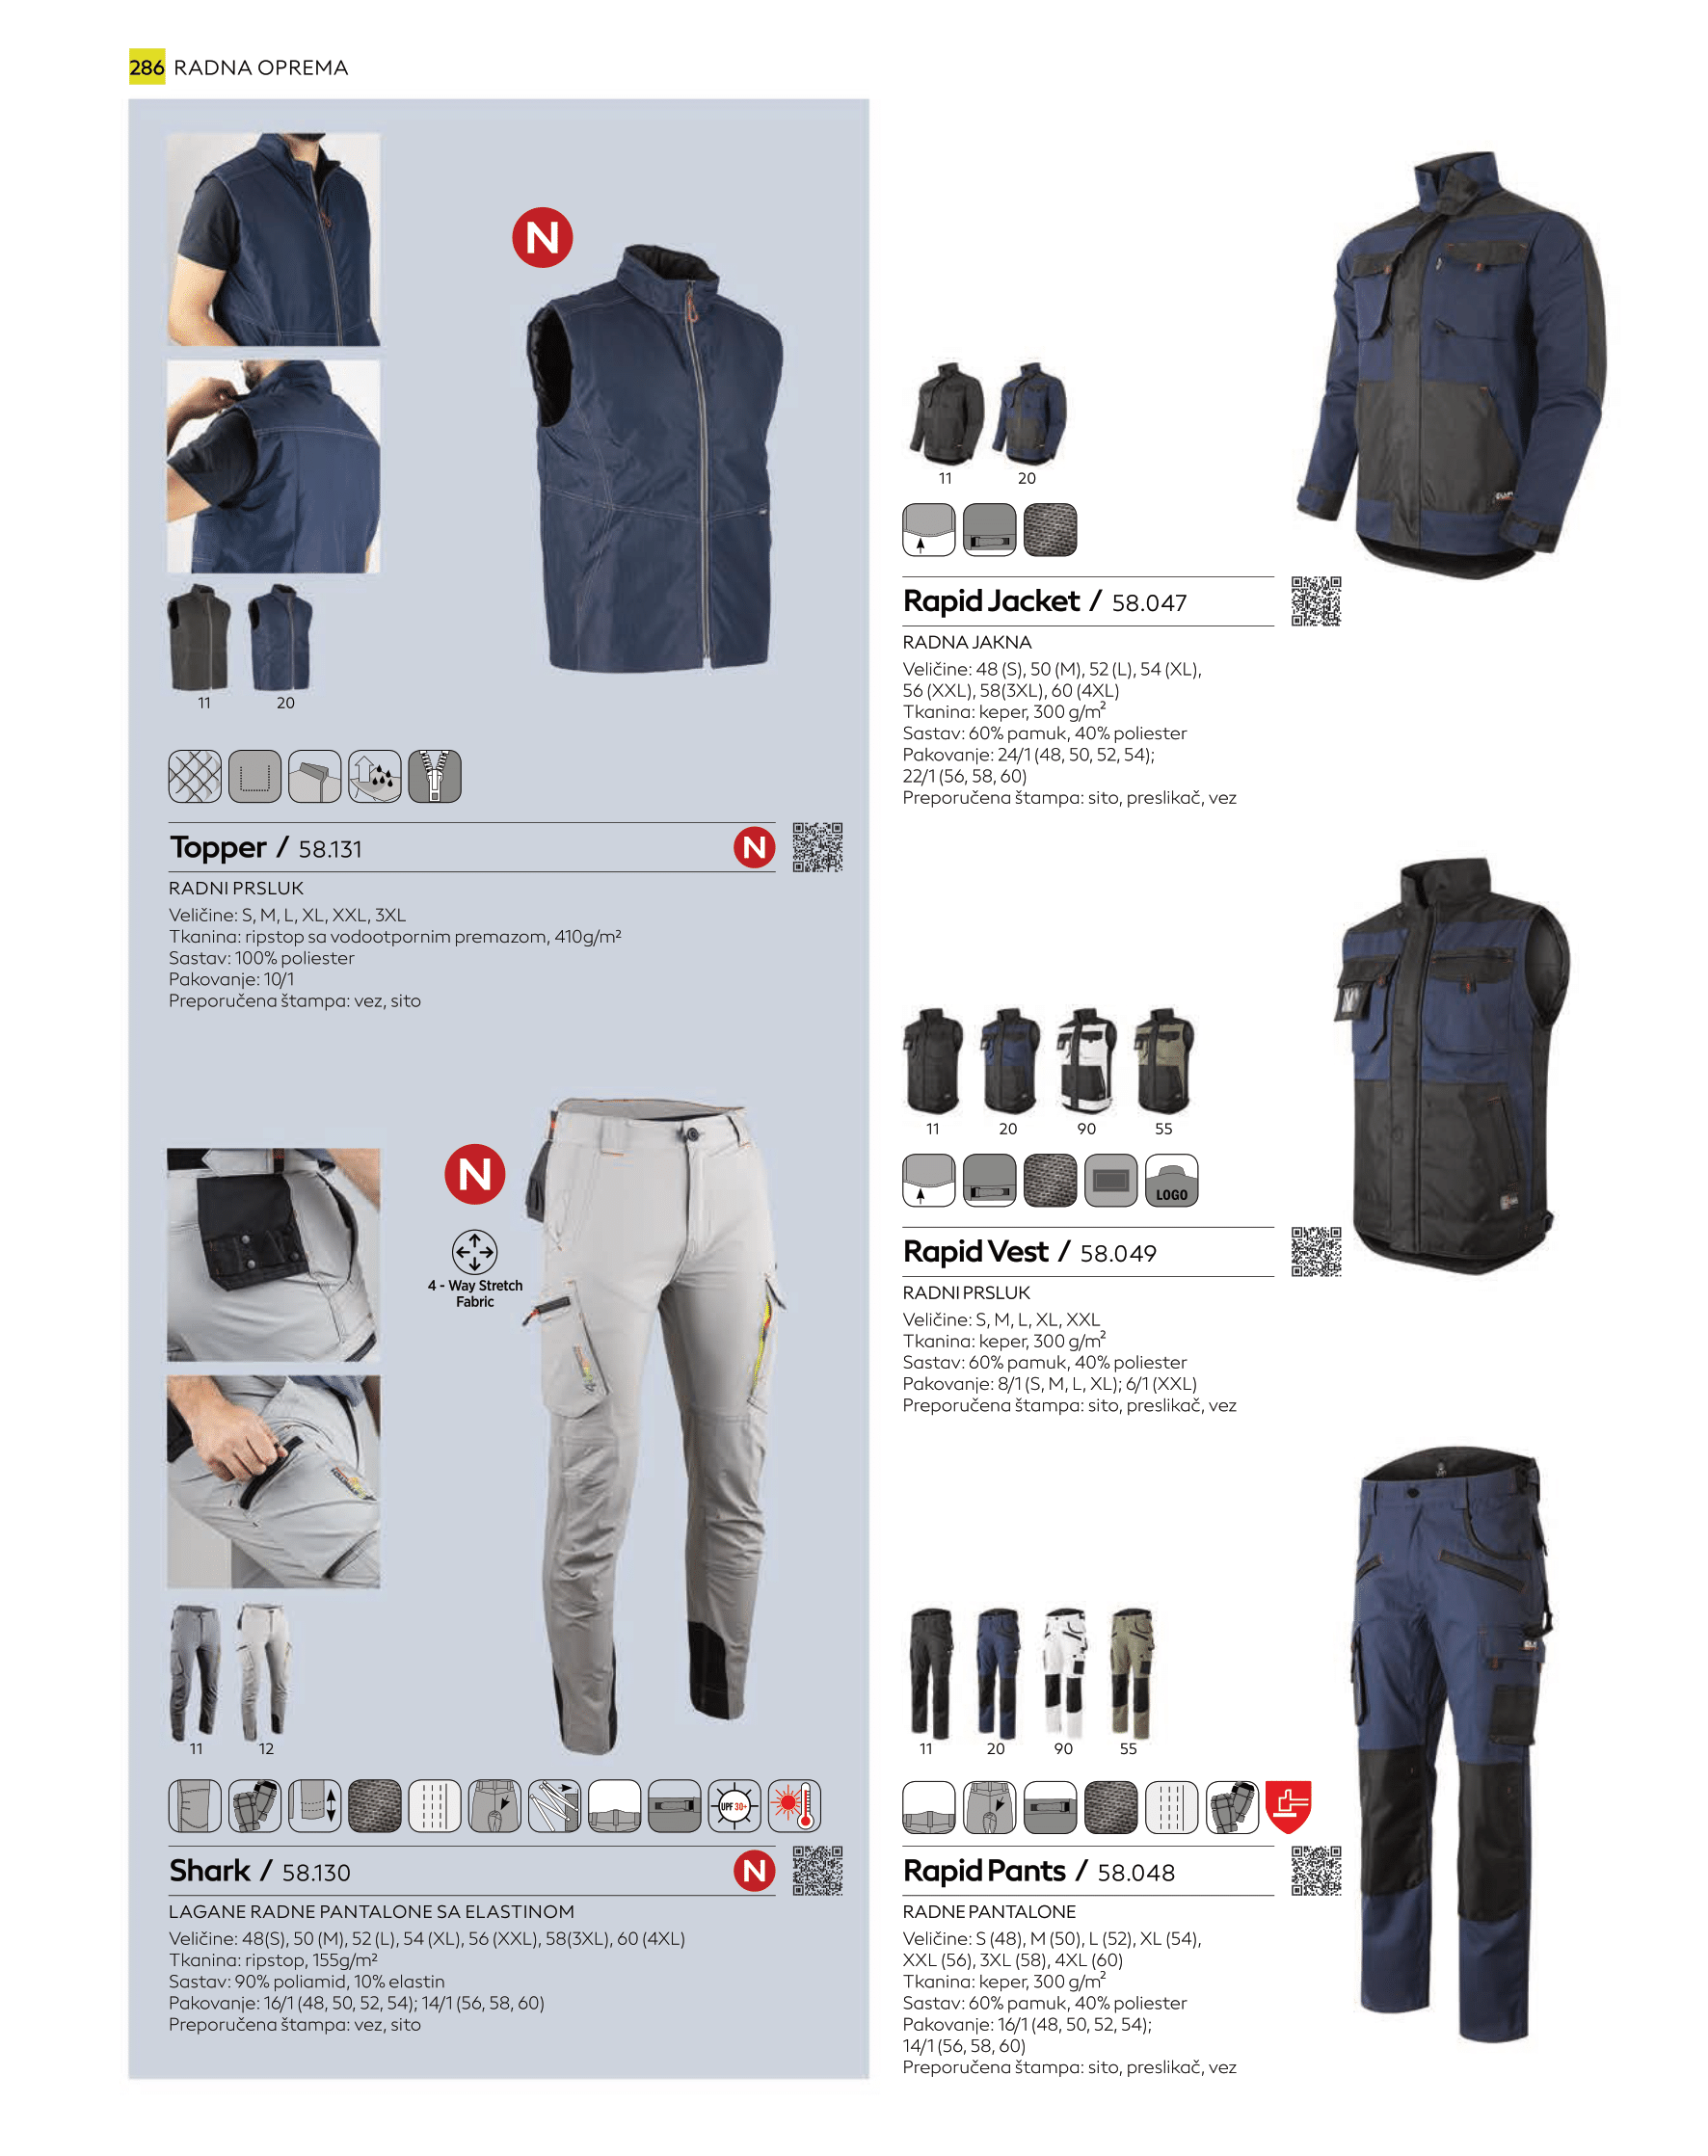 286 RADNA OPREMA
N
11 20
Topper / 58.131 N
RADNI PRSLUK
Veličine: S, M, L, XL, XXL, 3XL
Tkanina: ripstop sa vodootpornim premazom, 410g/m²
Sastav: 100% poliester
Pakovanje: 10/1
Preporučena štampa: vez, sito
N
4 - Way Stretch
Fabric
11 12
UPF 30+
Shark / 58.130 N
LAGANE RADNE PANTALONE SA ELASTINOM
Veličine: 48(S), 50 (M), 52 (L), 54 (XL), 56 (XXL), 58(3XL), 60 (4XL)
Tkanina: ripstop, 155g/m²
Sastav: 90% poliamid, 10% elastin
Pakovanje: 16/1 (48, 50, 52, 54); 14/1 (56, 58, 60)
Preporučena štampa: vez, sito
11 20
Rapid Jacket / 58.047
RADNA JAKNA
Veličine: 48 (S), 50 (M), 52 (L), 54 (XL),
56 (XXL), 58(3XL), 60 (4XL)
Tkanina: keper, 300 g/m²
Sastav: 60% pamuk, 40% poliester
Pakovanje: 24/1 (48, 50, 52, 54);
22/1 (56, 58, 60)
Preporučena štampa: sito, preslikač, vez
11 20 90 55
LOGO
Rapid Vest / 58.049
RADNI PRSLUK
Veličine: S, M, L, XL, XXL
Tkanina: keper, 300 g/m²
Sastav: 60% pamuk, 40% poliester
Pakovanje: 8/1 (S, M, L, XL); 6/1 (XXL)
Preporučena štampa: sito, preslikač, vez
11 20 90 55
Rapid Pants / 58.048
RADNE PANTALONE
Veličine: S (48), M (50), L (52), XL (54),
XXL (56), 3XL (58), 4XL (60)
Tkanina: keper, 300 g/m²
Sastav: 60% pamuk, 40% poliester
Pakovanje: 16/1 (48, 50, 52, 54);
14/1 (56, 58, 60)
Preporučena štampa: sito, preslikač, vez